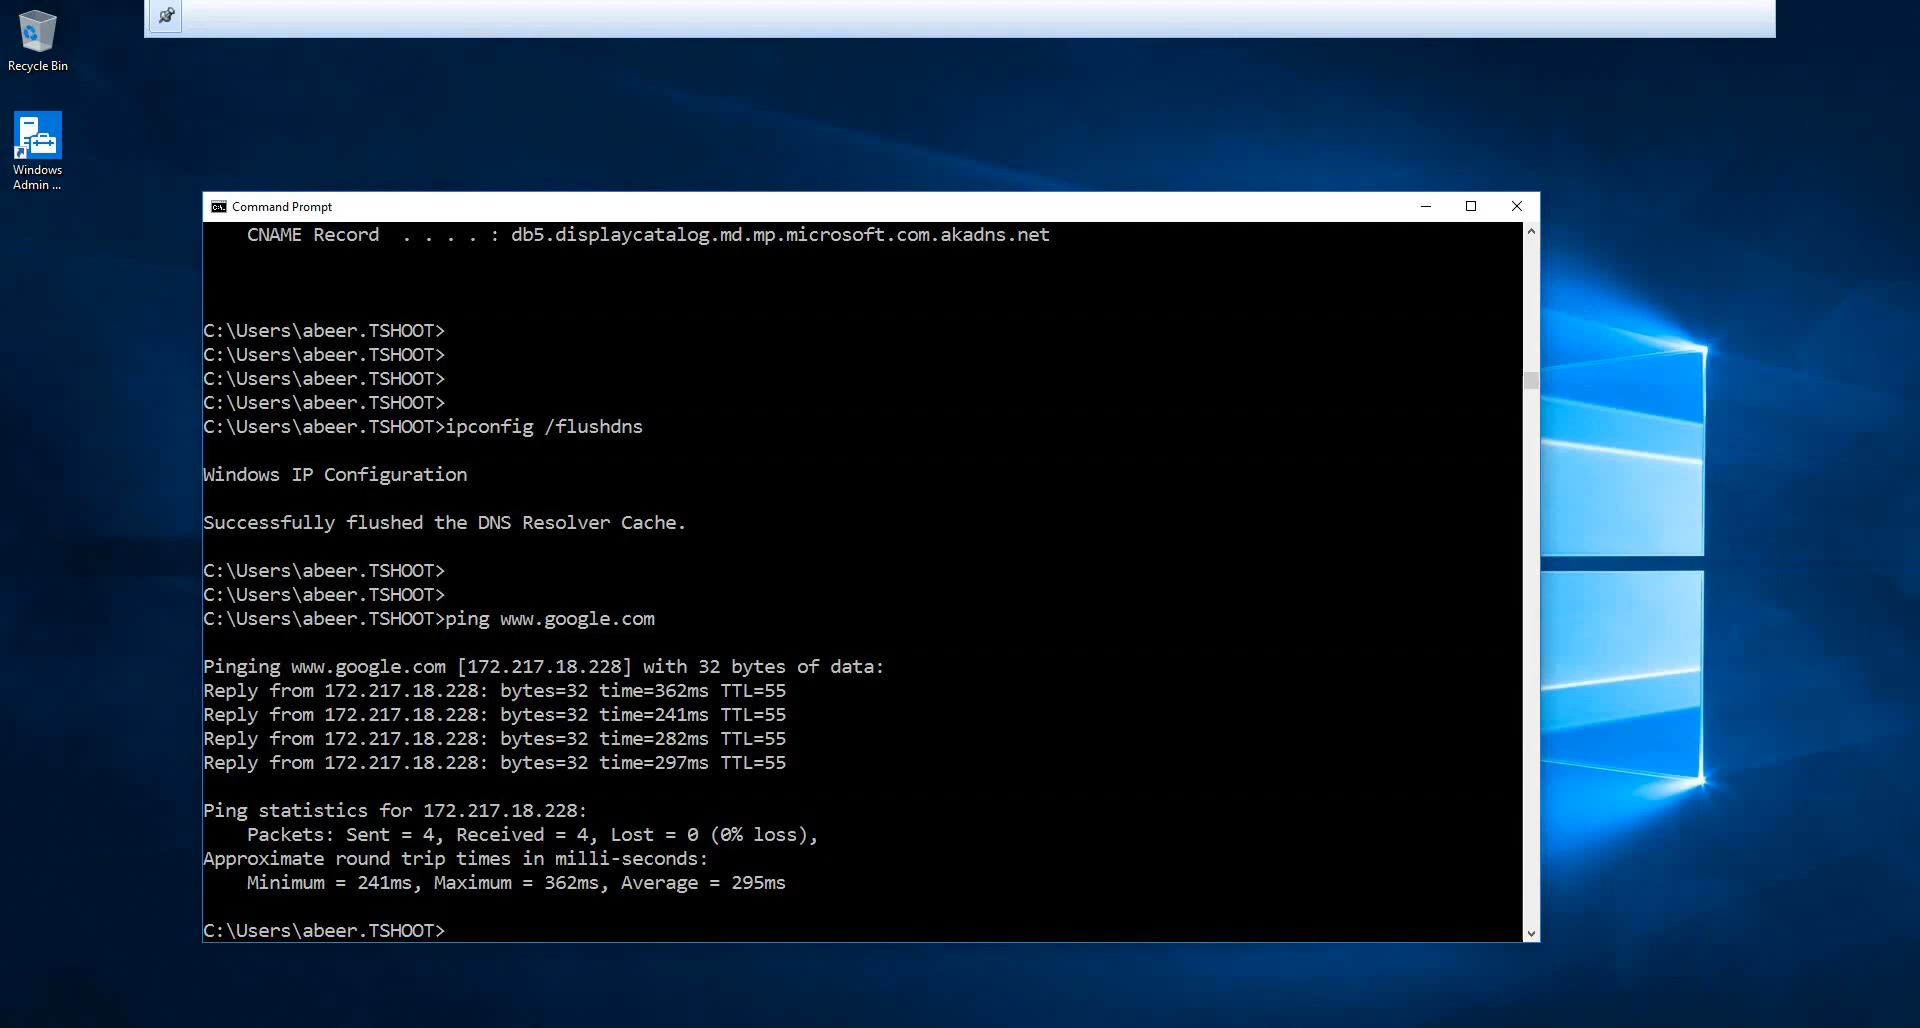 Recycle Bin
Windows
Admin ...
Command Prompt
CNAME Record  . . . . : db5.displaycatalog.md.mp.microsoft.com.akadns.net
C:\Users\abeer.TSHOOT>
C:\Users\abeer.TSHOOT>
C:\Users\abeer.TSHOOT>
C:\Users\abeer.TSHOOT>
C:\Users\abeer.TSHOOT>ipconfig /flushdns
Windows IP Configuration
Successfully flushed the DNS Resolver Cache.
C:\Users\abeer.TSHOOT>
C:\Users\abeer.TSHOOT>
C:\Users\abeer.TSHOOT>ping www.google.com
Pinging www.google.com [172.217.18.228] with 32 bytes of data:
Reply from 172.217.18.228: bytes=32 time=362ms TTL=55
Reply from 172.217.18.228: bytes=32 time=241ms TTL=55
Reply from 172.217.18.228: bytes=32 time=282ms TTL=55
Reply from 172.217.18.228: bytes=32 time=297ms TTL=55
Ping statistics for 172.217.18.228:
Packets: Sent = 4, Received = 4, Lost = 0 (0% loss),
Approximate round trip times in milli-seconds:
Minimum = 241ms, Maximum = 362ms, Average = 295ms
C:\Users\abeer.TSHOOT>